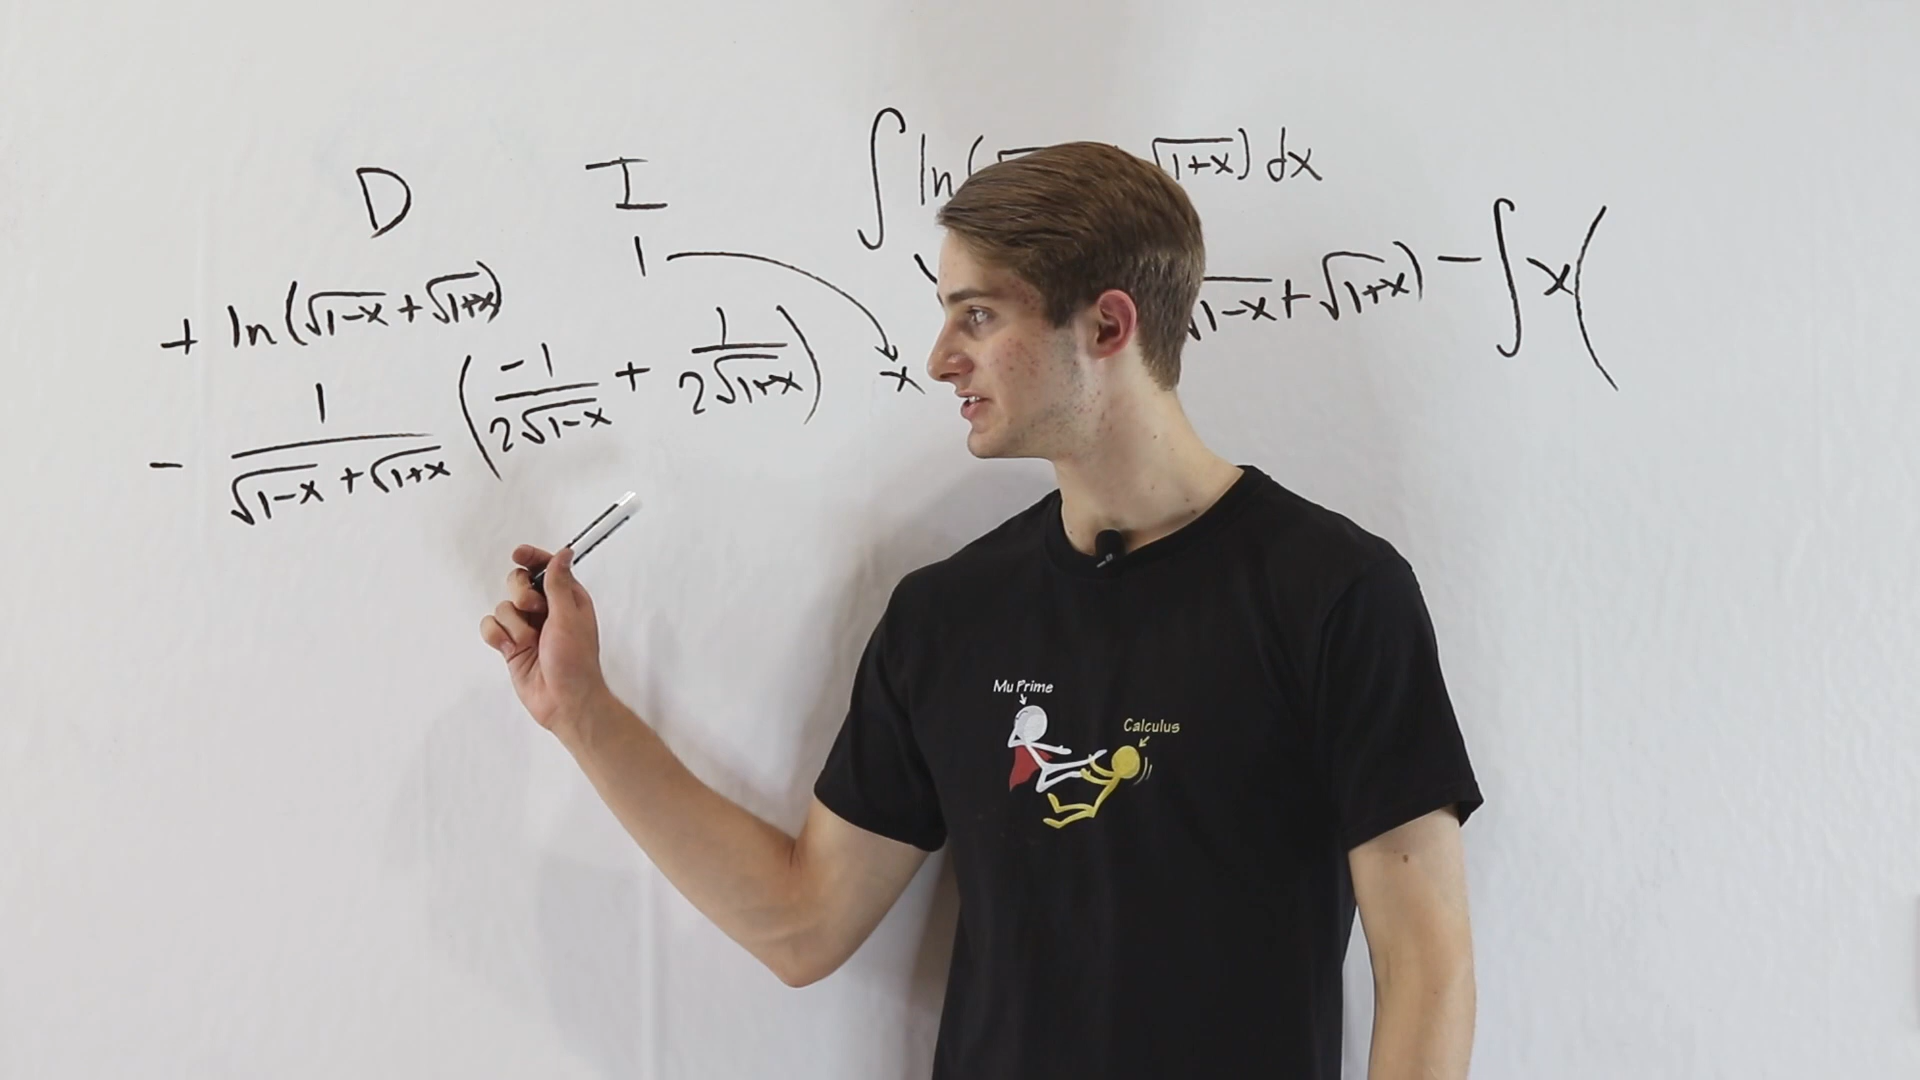 D I
1
+ ln(√1-x + √1+x)
- 1/(√1-x + √1+x) (-1/(2√1-x) + 1/(2√1+x)) x
∫ ln( √1+x) dx
√1-x + √1+x) - ∫ x(
Mu Prime
Calculus